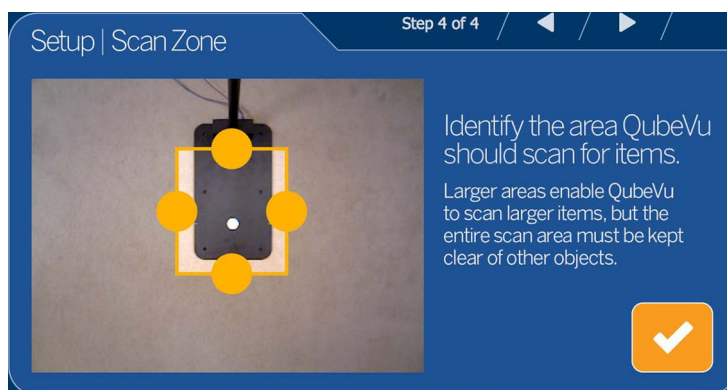 Step 4 of 4
Setup | Scan Zone
Identify the area QubeVu
should scan for items.
Larger areas enable QubeVu
to scan larger items, but the
entire scan area must be kept
clear of other objects.